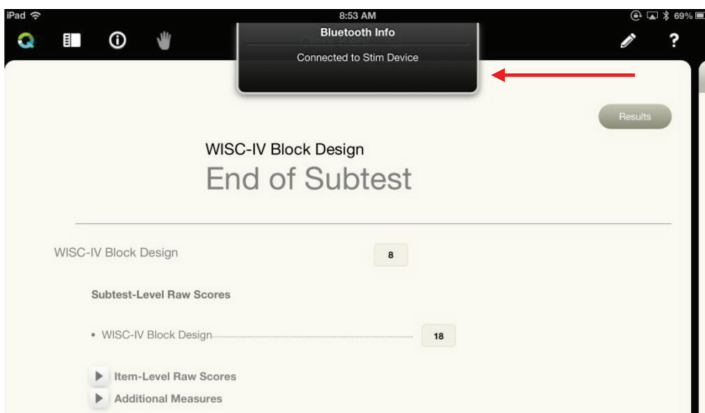 iPad 8:53 AM 69%
Bluetooth Info
i ?
Connected to Stim Device
Results
WISC-IV Block Design
End of Subtest
WISC-IV Block Design 8
Subtest-Level Raw Scores
• WISC-IV Block Design 18
Item-Level Raw Scores
Additional Measures